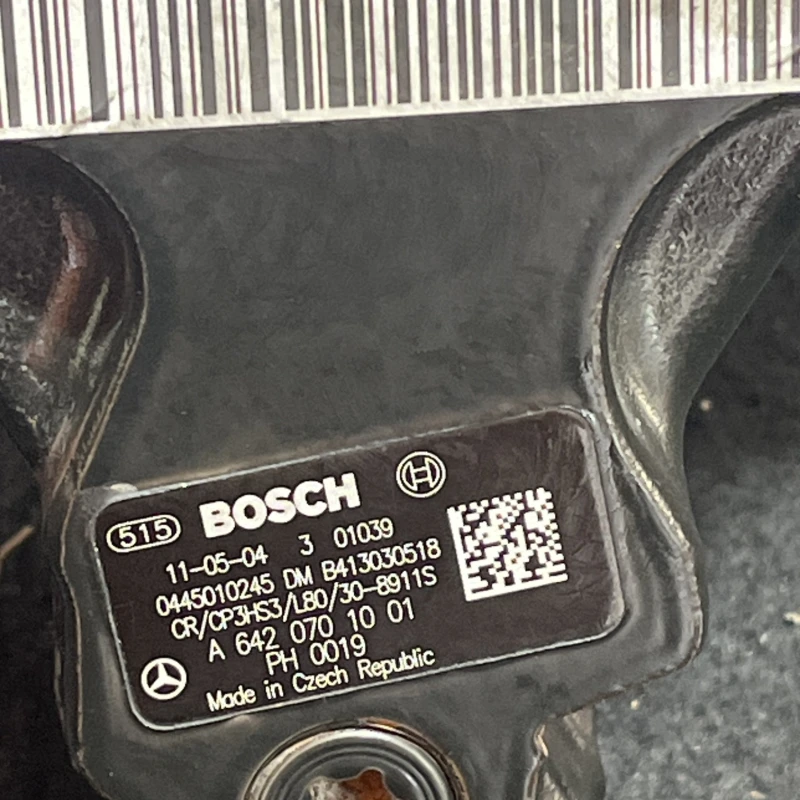 515 BOSCH
11-05-04 3 01039
0445010245 DM B413030518
CR/CP3HS3/L80/30-8911S
A 642 070 10 01
PH 0019
Made in Czech Republic